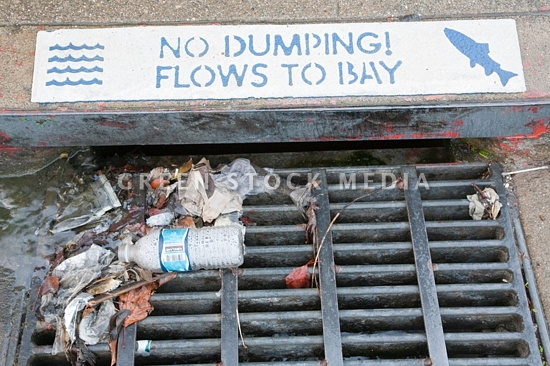 NO DUMPING!
FLOWS TO BAY
GREEN STOCK MEDIA